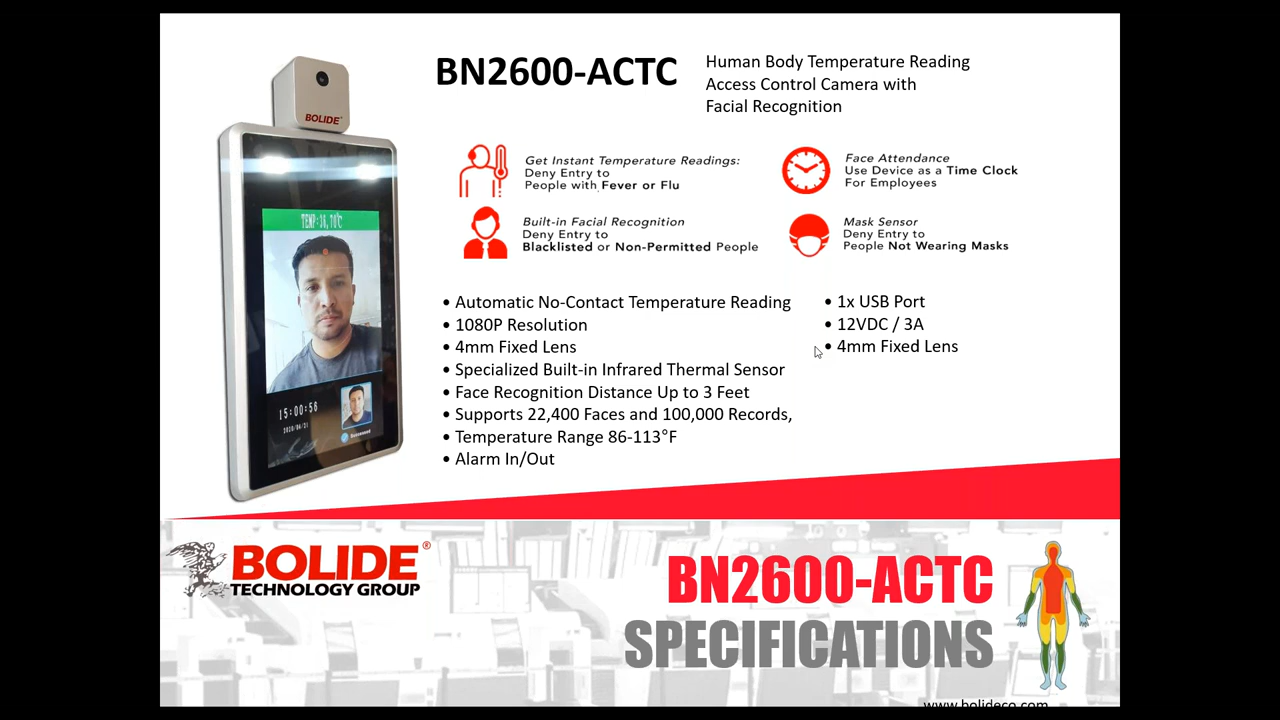 BN2600-ACTC
Human Body Temperature Reading
Access Control Camera with
Facial Recognition
BOLIDE
Get Instant Temperature Readings:
Deny Entry to
People with Fever or Flu
Face Attendance
Use Device as a Time Clock
For Employees
Built-in Facial Recognition
Deny Entry to
Blacklisted or Non-Permitted People
Mask Sensor
Deny Entry to
People Not Wearing Masks
TEMP:36,70℃
15:00:56
2020/06/21
Succeeded
• Automatic No-Contact Temperature Reading
• 1080P Resolution
• 4mm Fixed Lens
• Specialized Built-in Infrared Thermal Sensor
• Face Recognition Distance Up to 3 Feet
• Supports 22,400 Faces and 100,000 Records,
• Temperature Range 86-113°F
• Alarm In/Out
• 1x USB Port
• 12VDC / 3A
• 4mm Fixed Lens
BOLIDE®
TECHNOLOGY GROUP
BN2600-ACTC
SPECIFICATIONS
www.bolideco.com